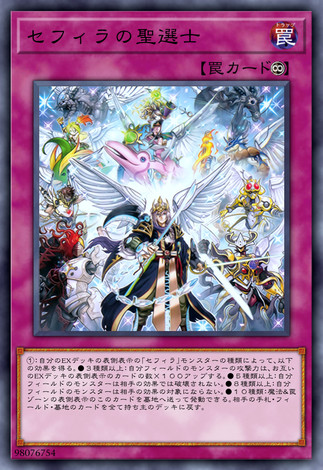 セフィラの聖選士
トラップ
罠
【罠カード】
①:自分のEXデッキの表側表示の「セフィラ」モンスターの種類によって、以下
の効果を得る。●3種類以上:自分フィールドのモンスターの攻撃力は、お互い
のEXデッキの表側表示のカードの数×100アップする。●5種類以上:自分
フィールドのモンスターは相手の効果では破壊されない。●8種類以上:自分
フィールドのモンスターは相手の効果の対象にならない。●10種類:魔法&罠
ゾーンの表側表示のこのカードを墓地へ送って発動できる。相手の手札・フィー
ルド・墓地のカードを全て持ち主のデッキに戻す。
98076754